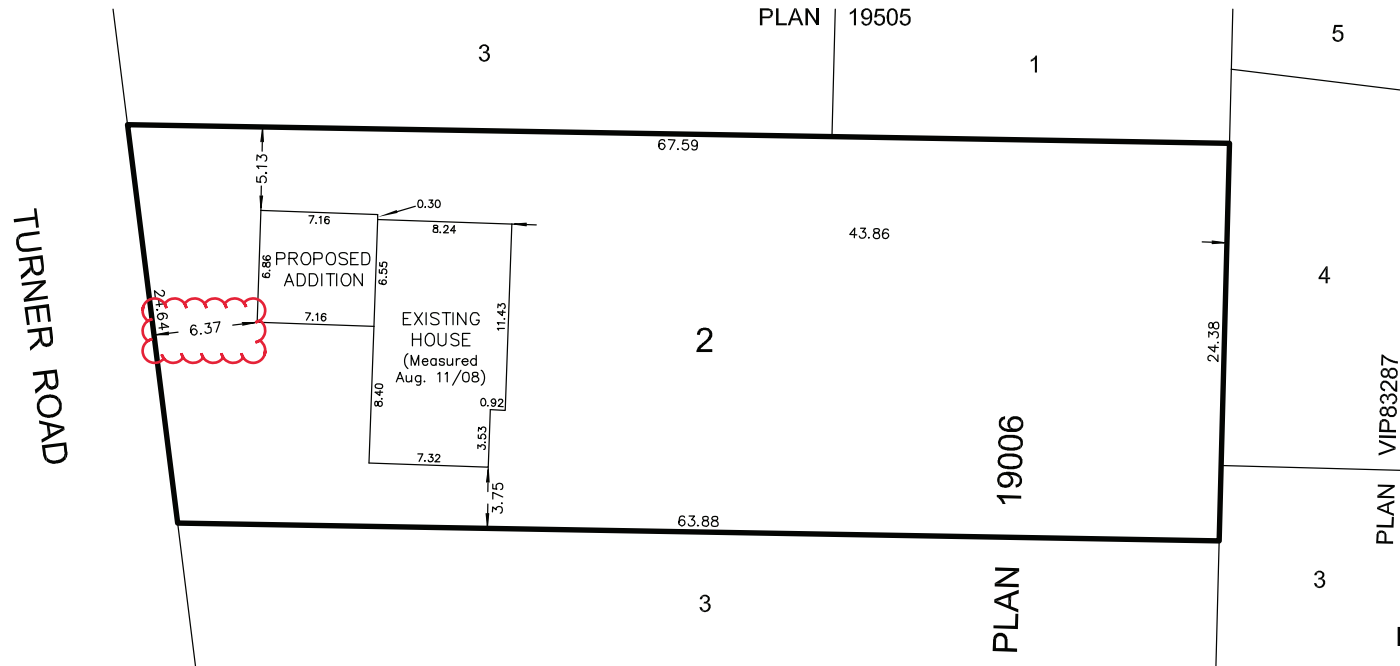 PLAN 19505
3
1
5
67.59
5.13
7.16
0.30
8.24
43.86
TURNER ROAD
PROPOSED
ADDITION
6.86
6.55
4
24.64
6.37
7.16
EXISTING
HOUSE
(Measured
Aug. 11/08)
11.43
2
24.38
8.40
0.92
3.53
7.32
3.75
63.88
PLAN 19006
PLAN VIP83287
3
3